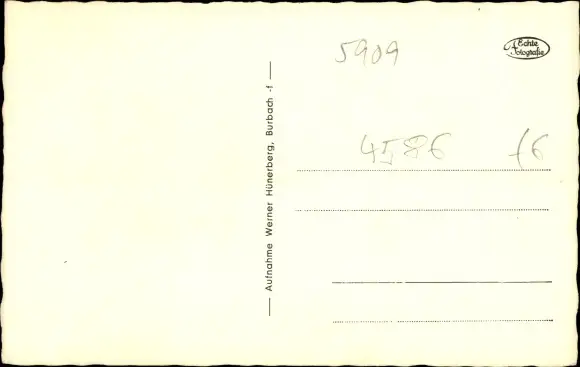 5909
Echte
Fotografie
4586 f6
Aufnahme Werner Hünerberg, Burbach -f